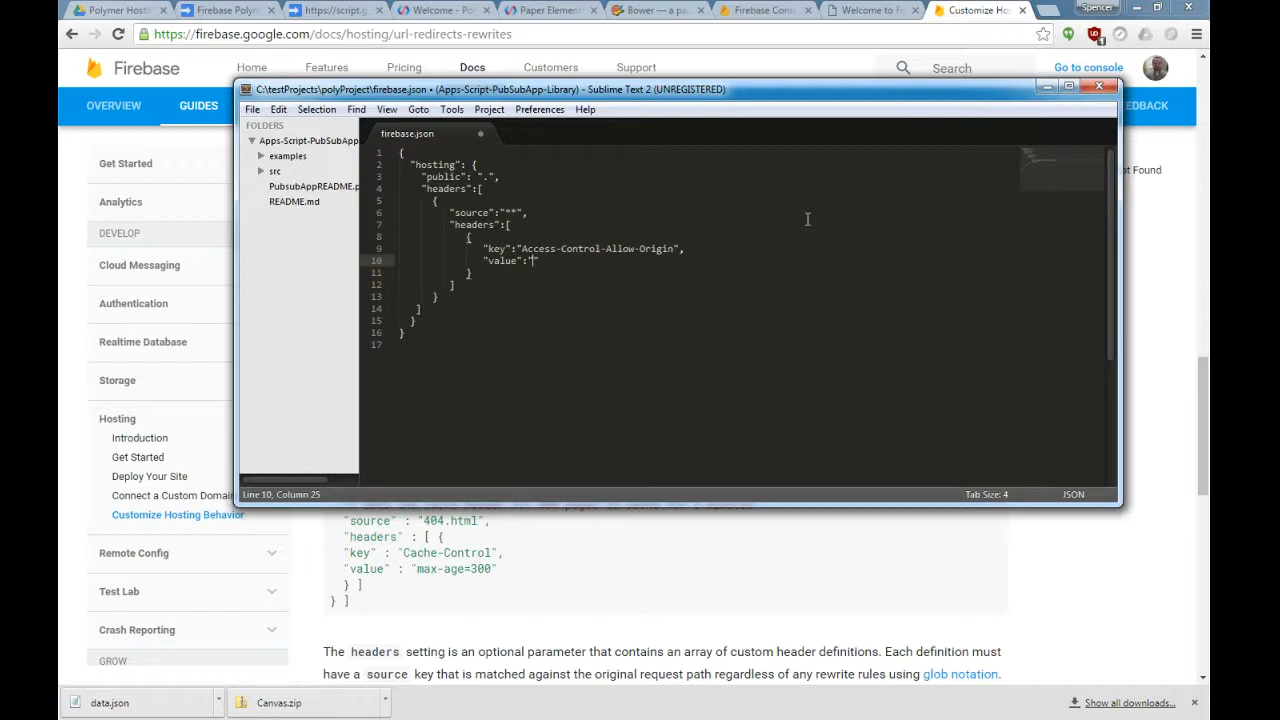 Polymer Hostin
Firebase Polym
https://script.g
Welcome - Po
Paper Element
Bower — a pa
Firebase Cons
Welcome to Fi
Customize Ho
Spencer
https://firebase.google.com/docs/hosting/url-redirects-rewrites
Firebase
Home Features Pricing Docs Customers Support
Search
Go to console
OVERVIEW GUIDES
EEDBACK
C:\testProjects\polyProject\firebase.json • (Apps-Script-PubSubApp-Library) - Sublime Text 2 (UNREGISTERED)
File Edit Selection Find View Goto Tools Project Preferences Help
FOLDERS
Apps-Script-PubSubApp
examples
src
PubsubAppREADME.
README.md
firebase.json
1 {
2 "hosting": {
3 "public": ".",
4 "headers":[
5 {
6 "source":"**",
7 "headers":[
8 {
9 "key":"Access-Control-Allow-Origin",
10 "value":""
11 }
12 ]
13 }
14 ]
15 }
16 }
17
Line 10, Column 25
Tab Size: 4
JSON
t Found
Get Started
Analytics
DEVELOP
Cloud Messaging
Authentication
Realtime Database
Storage
Hosting
Introduction
Get Started
Deploy Your Site
Connect a Custom Domain
Customize Hosting Behavior
Remote Config
Test Lab
Crash Reporting
GROW
"source" : "404.html",
"headers" : [ {
"key" : "Cache-Control",
"value" : "max-age=300"
} ]
} ]
The headers setting is an optional parameter that contains an array of custom header definitions. Each definition must
have a source key that is matched against the original request path regardless of any rewrite rules using glob notation.
data.json
Canvas.zip
Show all downloads...